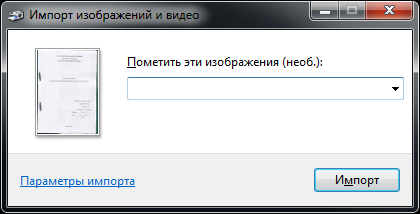 Импорт изображений и видео
Пометить эти изображения (необ.):
Параметры импорта
Импорт